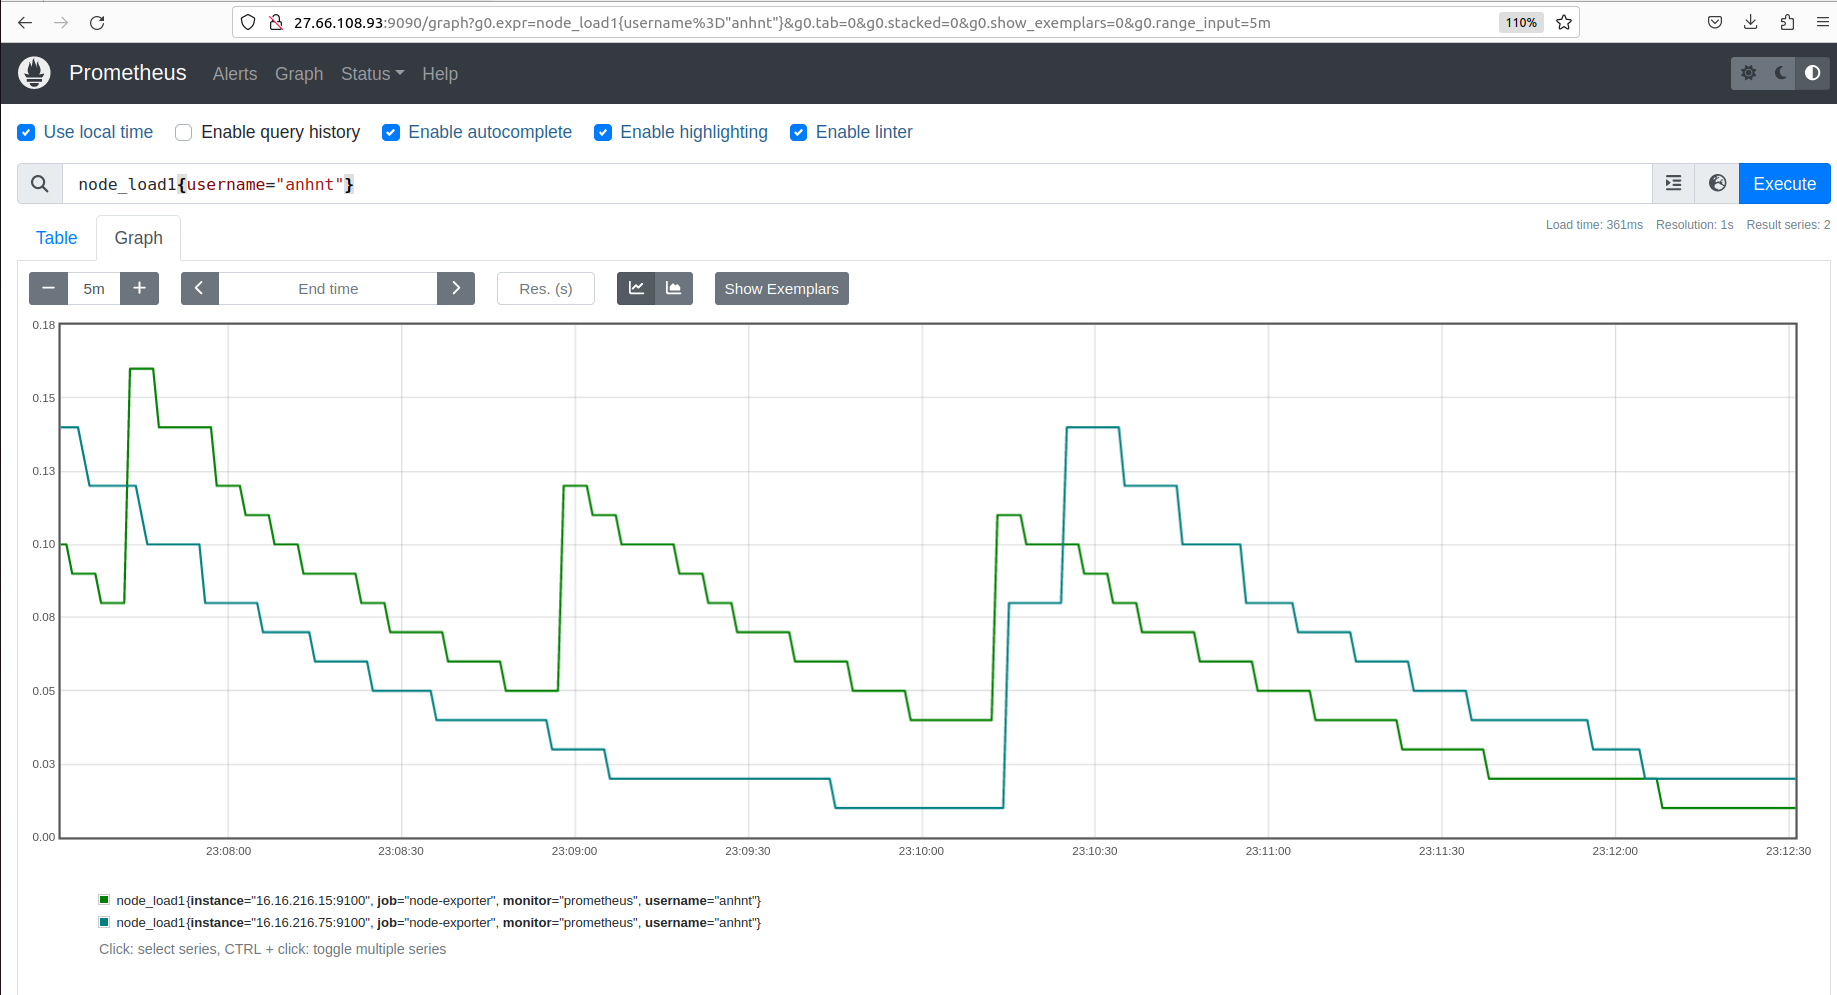 27.66.108.93:9090/graph?g0.expr=node_load1{username%3D"anhnt"}&g0.tab=0&g0.stacked=0&g0.show_exemplars=0&g0.range_input=5m
110%
Prometheus Alerts Graph Status Help
Use local time Enable query history Enable autocomplete Enable highlighting Enable linter
node_load1{username="anhnt"}
Execute
Table Graph
Load time: 361ms Resolution: 1s Result series: 2
5m End time Res. (s) Show Exemplars
0.18
0.15
0.13
0.10
0.08
0.05
0.03
0.00
23:08:00 23:08:30 23:09:00 23:09:30 23:10:00 23:10:30 23:11:00 23:11:30 23:12:00 23:12:30
node_load1{instance="16.16.216.15:9100", job="node-exporter", monitor="prometheus", username="anhnt"}
node_load1{instance="16.16.216.75:9100", job="node-exporter", monitor="prometheus", username="anhnt"}
Click: select series, CTRL + click: toggle multiple series